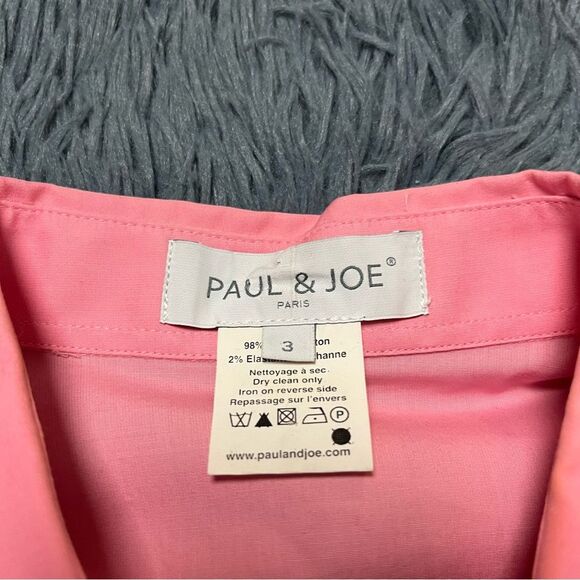 PAUL & JOE®
PARIS
3
98%
2% Elas
Nettoyage à sec
Dry clean only
Iron on reverse side
Repassage sur l'envers
P
www.paulandjoe.com